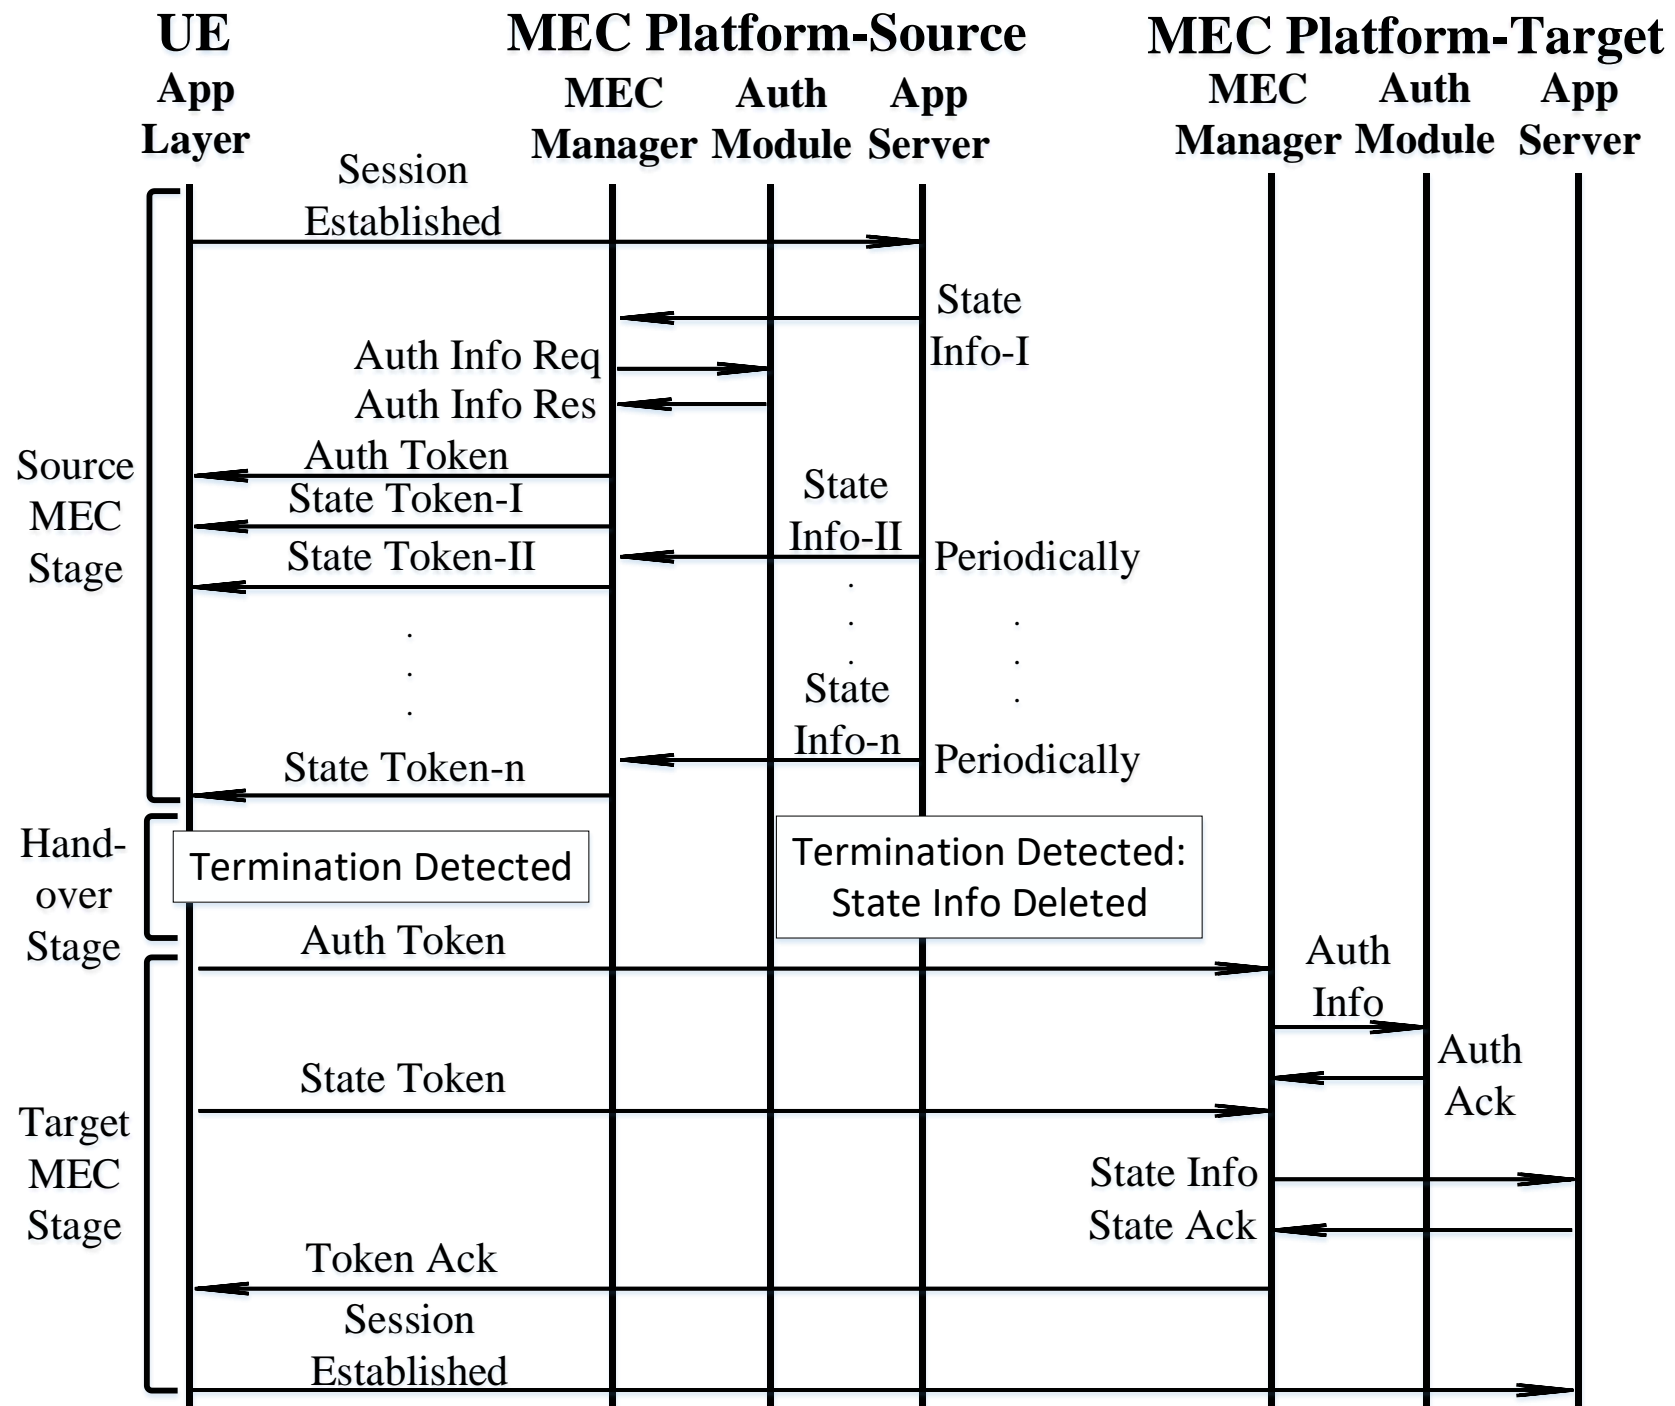 UE
MEC Platform-Source
MEC Platform-Target
App
Layer
MEC
Manager
Auth
Module
App
Server
MEC
Manager
Auth
Module
App
Server
Session
Established
State
Info-I
Auth Info Req
Auth Info Res
Source
MEC
Stage
Auth Token
State Token-I
State
Info-II
Periodically
State Token-II
.
.
.
.
.
.
.
.
.
State
Info-n
Periodically
State Token-n
Hand-
over
Stage
Termination Detected
Termination Detected:
State Info Deleted
Auth Token
Auth
Info
Auth
Ack
State Token
Target
MEC
Stage
State Info
State Ack
Token Ack
Session
Established